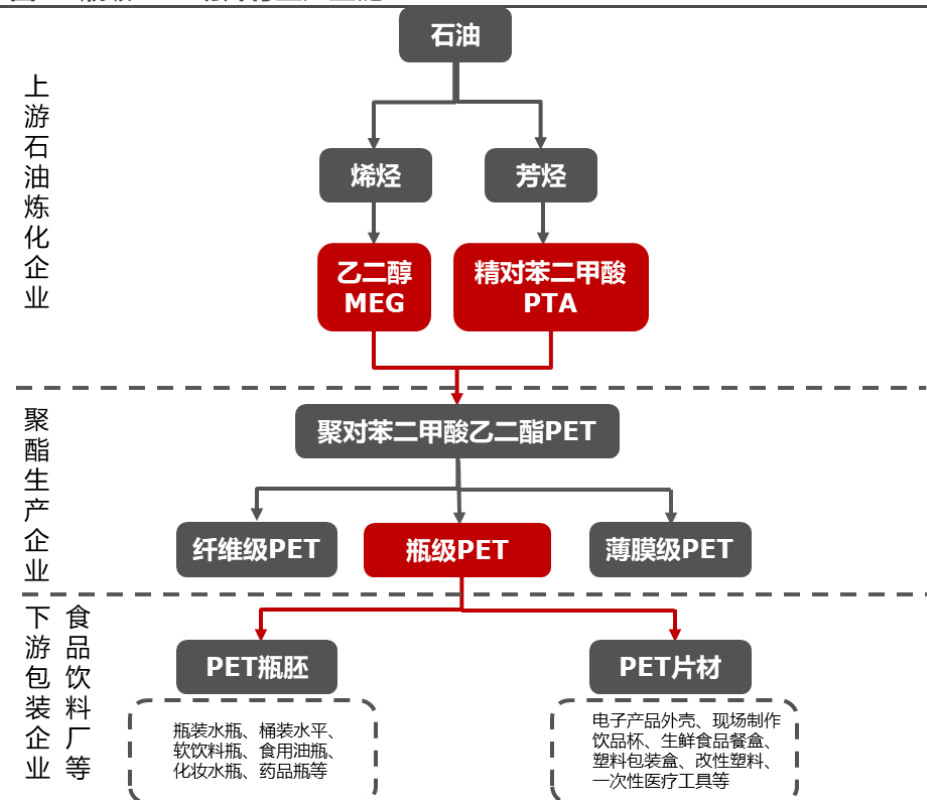 石油
上游石油炼化企业
烯烃
芳烃
乙二醇
MEG
精对苯二甲酸
PTA
聚酯生产企业
聚对苯二甲酸乙二酯PET
纤维级PET
瓶级PET
薄膜级PET
下游包装企业
食品饮料厂等
PET瓶胚
PET片材
瓶装水瓶、桶装水平、
软饮料瓶、食用油瓶、
化妆水瓶、药品瓶等
电子产品外壳、现场制作
饮品杯、生鲜食品餐盒、
塑料包装盒、改性塑料、
一次性医疗工具等